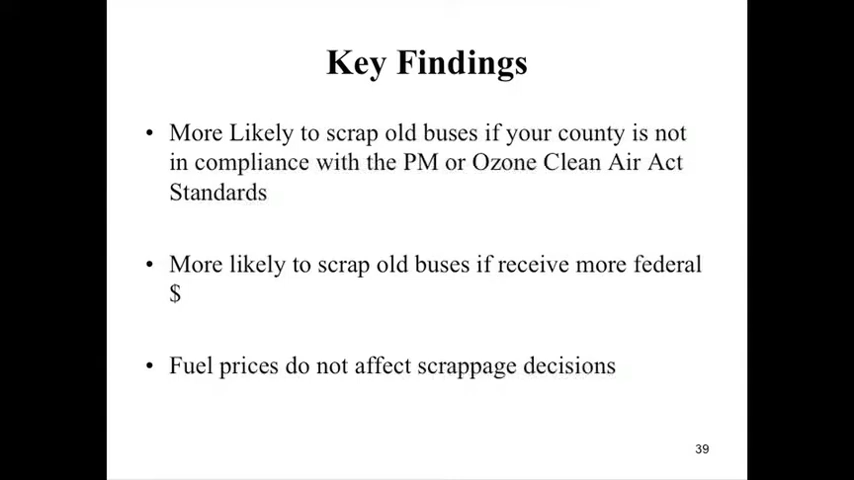 Key Findings
• More Likely to scrap old buses if your county is not
in compliance with the PM or Ozone Clean Air Act
Standards
• More likely to scrap old buses if receive more federal
$
• Fuel prices do not affect scrappage decisions
39